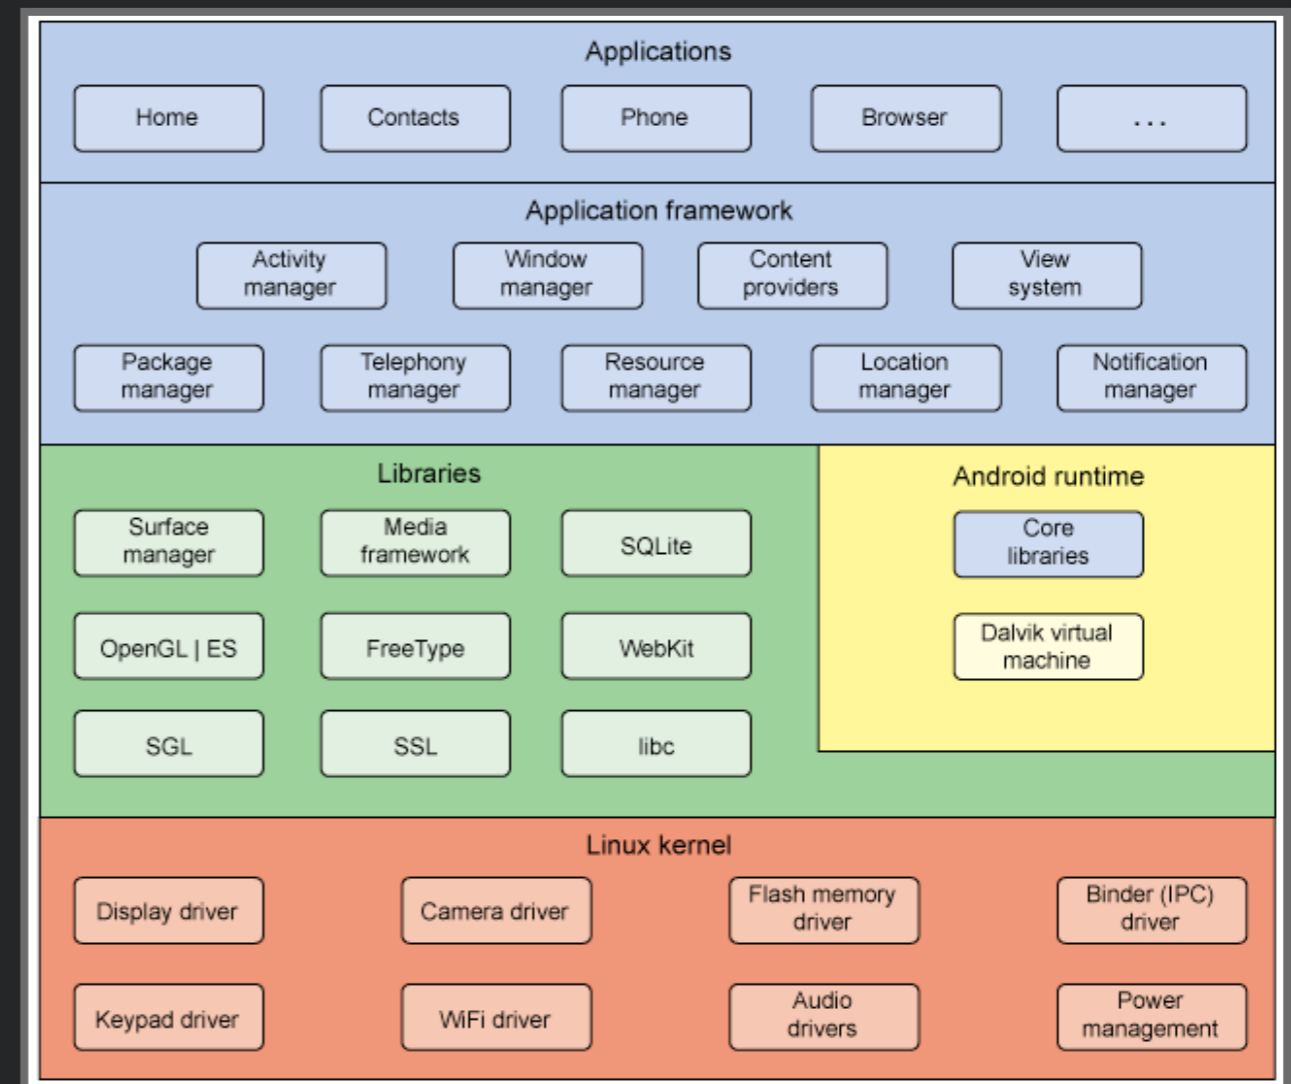 Applications
Home
Contacts
Phone
Browser
...
Application framework
Activity
manager
Window
manager
Content
providers
View
system
Package
manager
Telephony
manager
Resource
manager
Location
manager
Notification
manager
Libraries
Surface
manager
Media
framework
SQLite
OpenGL | ES
FreeType
WebKit
SGL
SSL
libc
Android runtime
Core
libraries
Dalvik virtual
machine
Linux kernel
Display driver
Camera driver
Flash memory
driver
Binder (IPC)
driver
Keypad driver
WiFi driver
Audio
drivers
Power
management